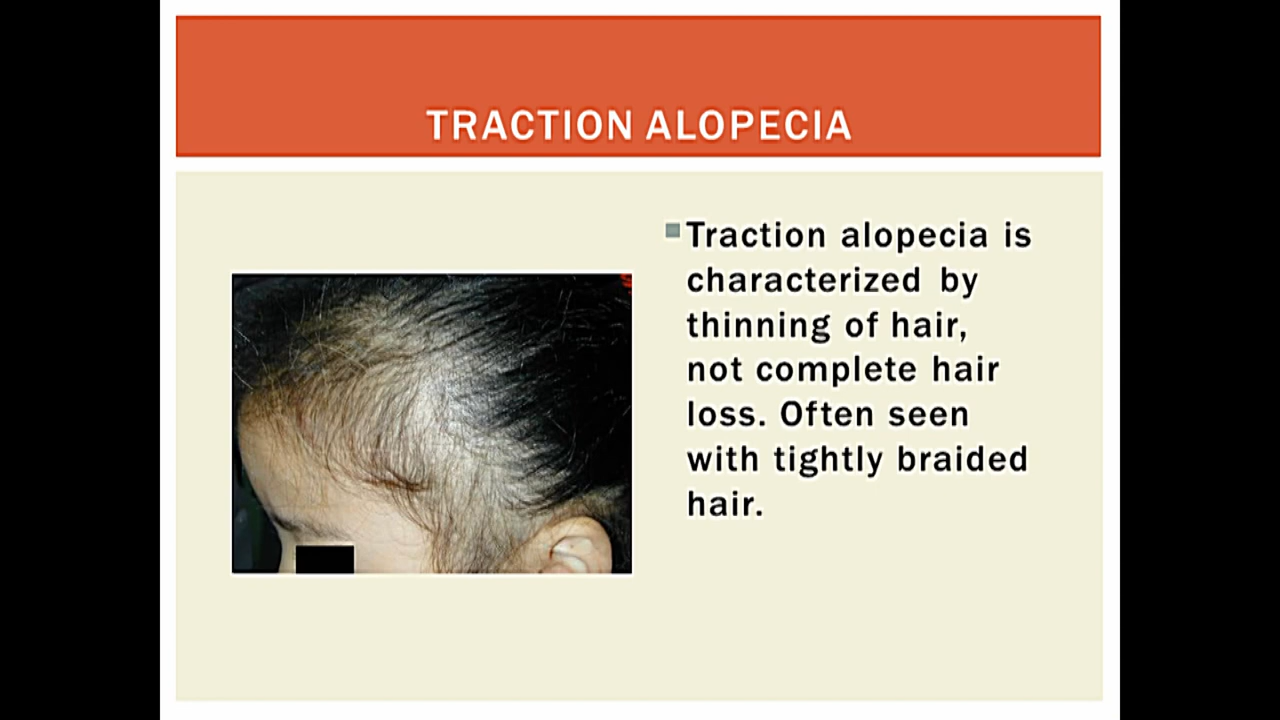 TRACTION ALOPECIA
Traction alopecia is
characterized by
thinning of hair,
not complete hair
loss. Often seen
with tightly braided
hair.